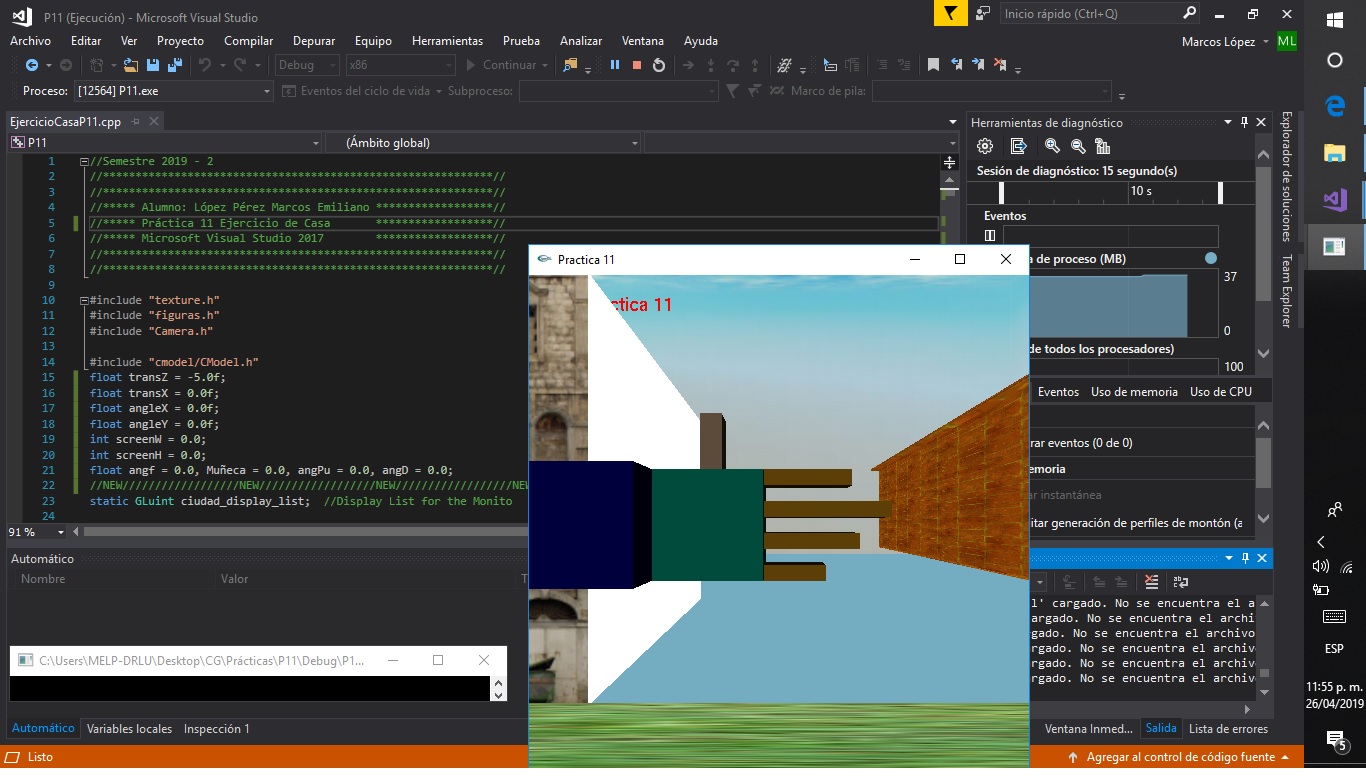 P11 (Ejecución) - Microsoft Visual Studio
Inicio rápido (Ctrl+Q)
Archivo Editar Ver Proyecto Compilar Depurar Equipo Herramientas Prueba Analizar Ventana Ayuda
Marcos López ML
Debug x86 Continuar
Proceso: [12564] P11.exe Eventos del ciclo de vida Subproceso: Marco de pila:
EjercicioCasaP11.cpp
P11 (Ámbito global)
1 //Semestre 2019 - 2
2 //************************************************************//
3 //************************************************************//
4 //***** Alumno: López Pérez Marcos Emiliano ******************//
5 //***** Práctica 11 Ejercicio de Casa ******************//
6 //***** Microsoft Visual Studio 2017 ******************//
7 //************************************************************//
8 //************************************************************//
9
10 #include "texture.h"
11 #include "figuras.h"
12 #include "Camera.h"
13
14 #include "cmodel/CModel.h"
15 float transZ = -5.0f;
16 float transX = 0.0f;
17 float angleX = 0.0f;
18 float angleY = 0.0f;
19 int screenW = 0.0;
20 int screenH = 0.0;
21 float angf = 0.0, Muñeca = 0.0, angPu = 0.0, angD = 0.0;
22 //NEW//////////////////NEW//////////////////NEW//////////////////NEW
23 static GLuint ciudad_display_list; //Display List for the Monito
24
91 %
Automático
Nombre Valor T
C:\Users\MELP-DRLU\Desktop\CG\Prácticas\P11\Debug\P1...
Automático Variables locales Inspección 1
Listo
Practica 11
ctica 11
Herramientas de diagnóstico
Sesión de diagnóstico: 15 segundo(s)
10 s
Eventos
a de proceso (MB)
37
0
de todos los procesadores)
100
Eventos Uso de memoria Uso de CPU
rar eventos (0 de 0)
emoria
ar instantánea
itar generación de perfiles de montón (a
l' cargado. No se encuentra el a
argado. No se encuentra el archi
gado. No se encuentra el archivo
rgado. No se encuentra el archiv
rgado. No se encuentra el archiv
argado. No se encuentra el archiv
Ventana Inmed... Salida Lista de errores
Agregar al control de código fuente
Explorador de soluciones
Team Explorer
ESP
11:55 p. m.
26/04/2019
5